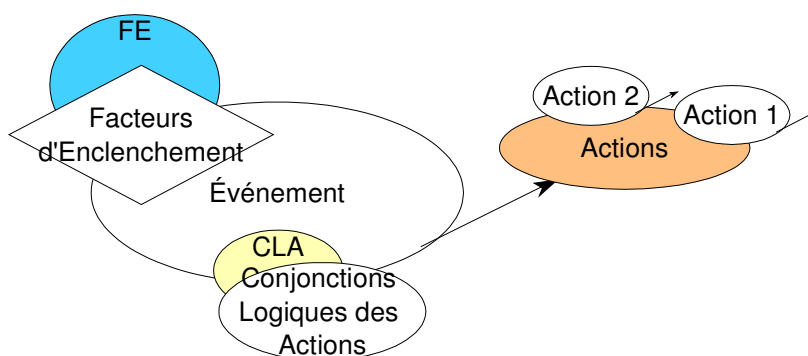 FE
Facteurs
d'Enclenchement
Événement
CLA
Conjonctions
Logiques des
Actions
Action 2
Action 1
Actions